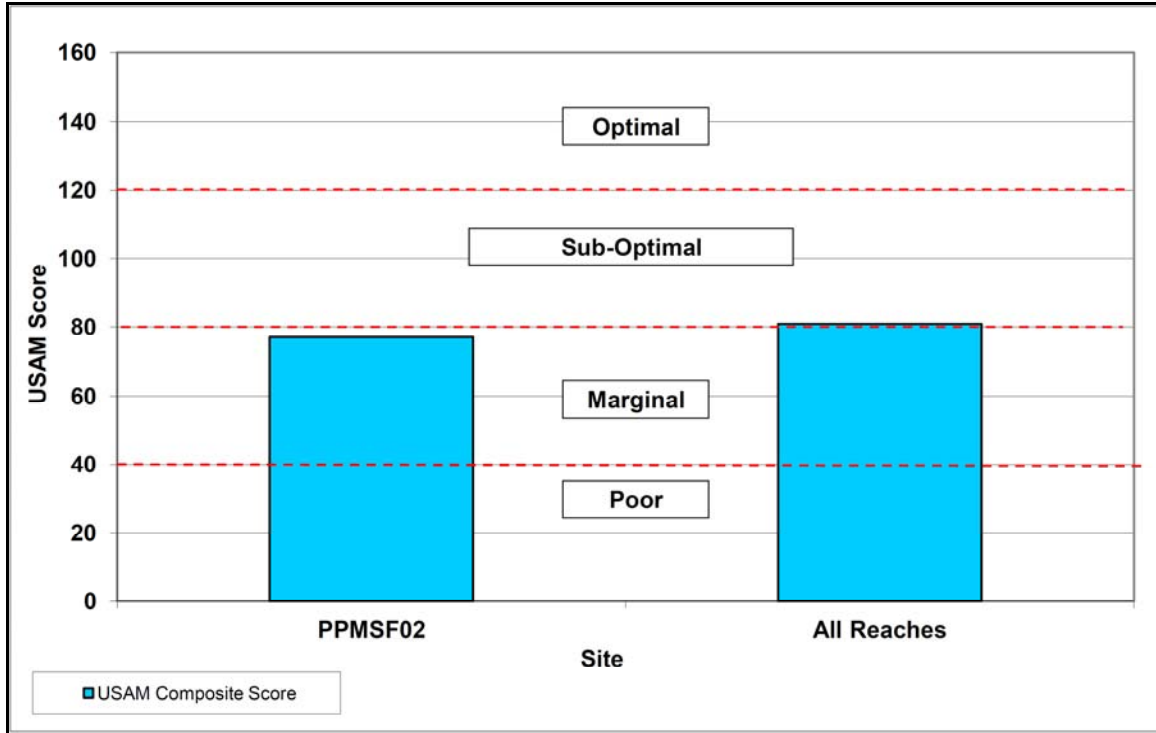 160
140
120
100
80
60
40
20
0
USAM Score
Optimal
Sub-Optimal
Marginal
Poor
PPMSF02
All Reaches
Site
USAM Composite Score